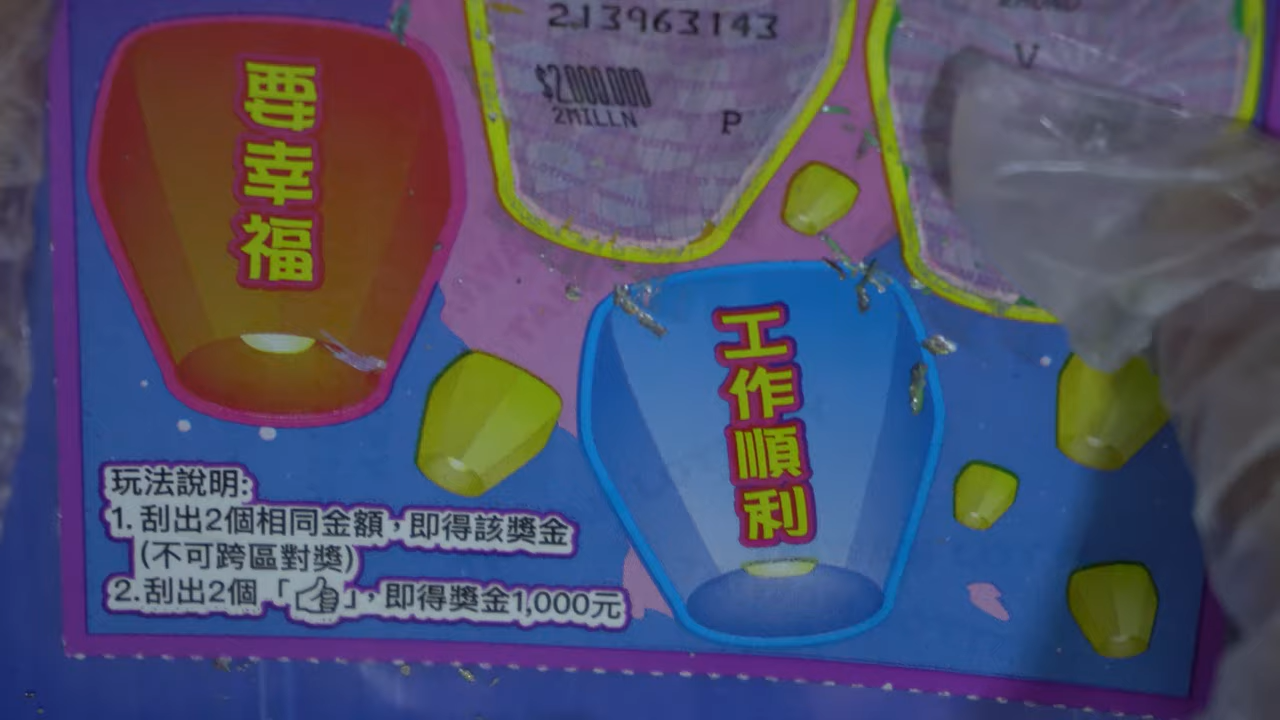 213963143
$2,000,000
2MILLN
P
V
要幸福
工作順利
玩法說明:
1. 刮出2個相同金額，即得該獎金
(不可跨區對獎)
2.刮出2個「👍」，即得獎金1,000元